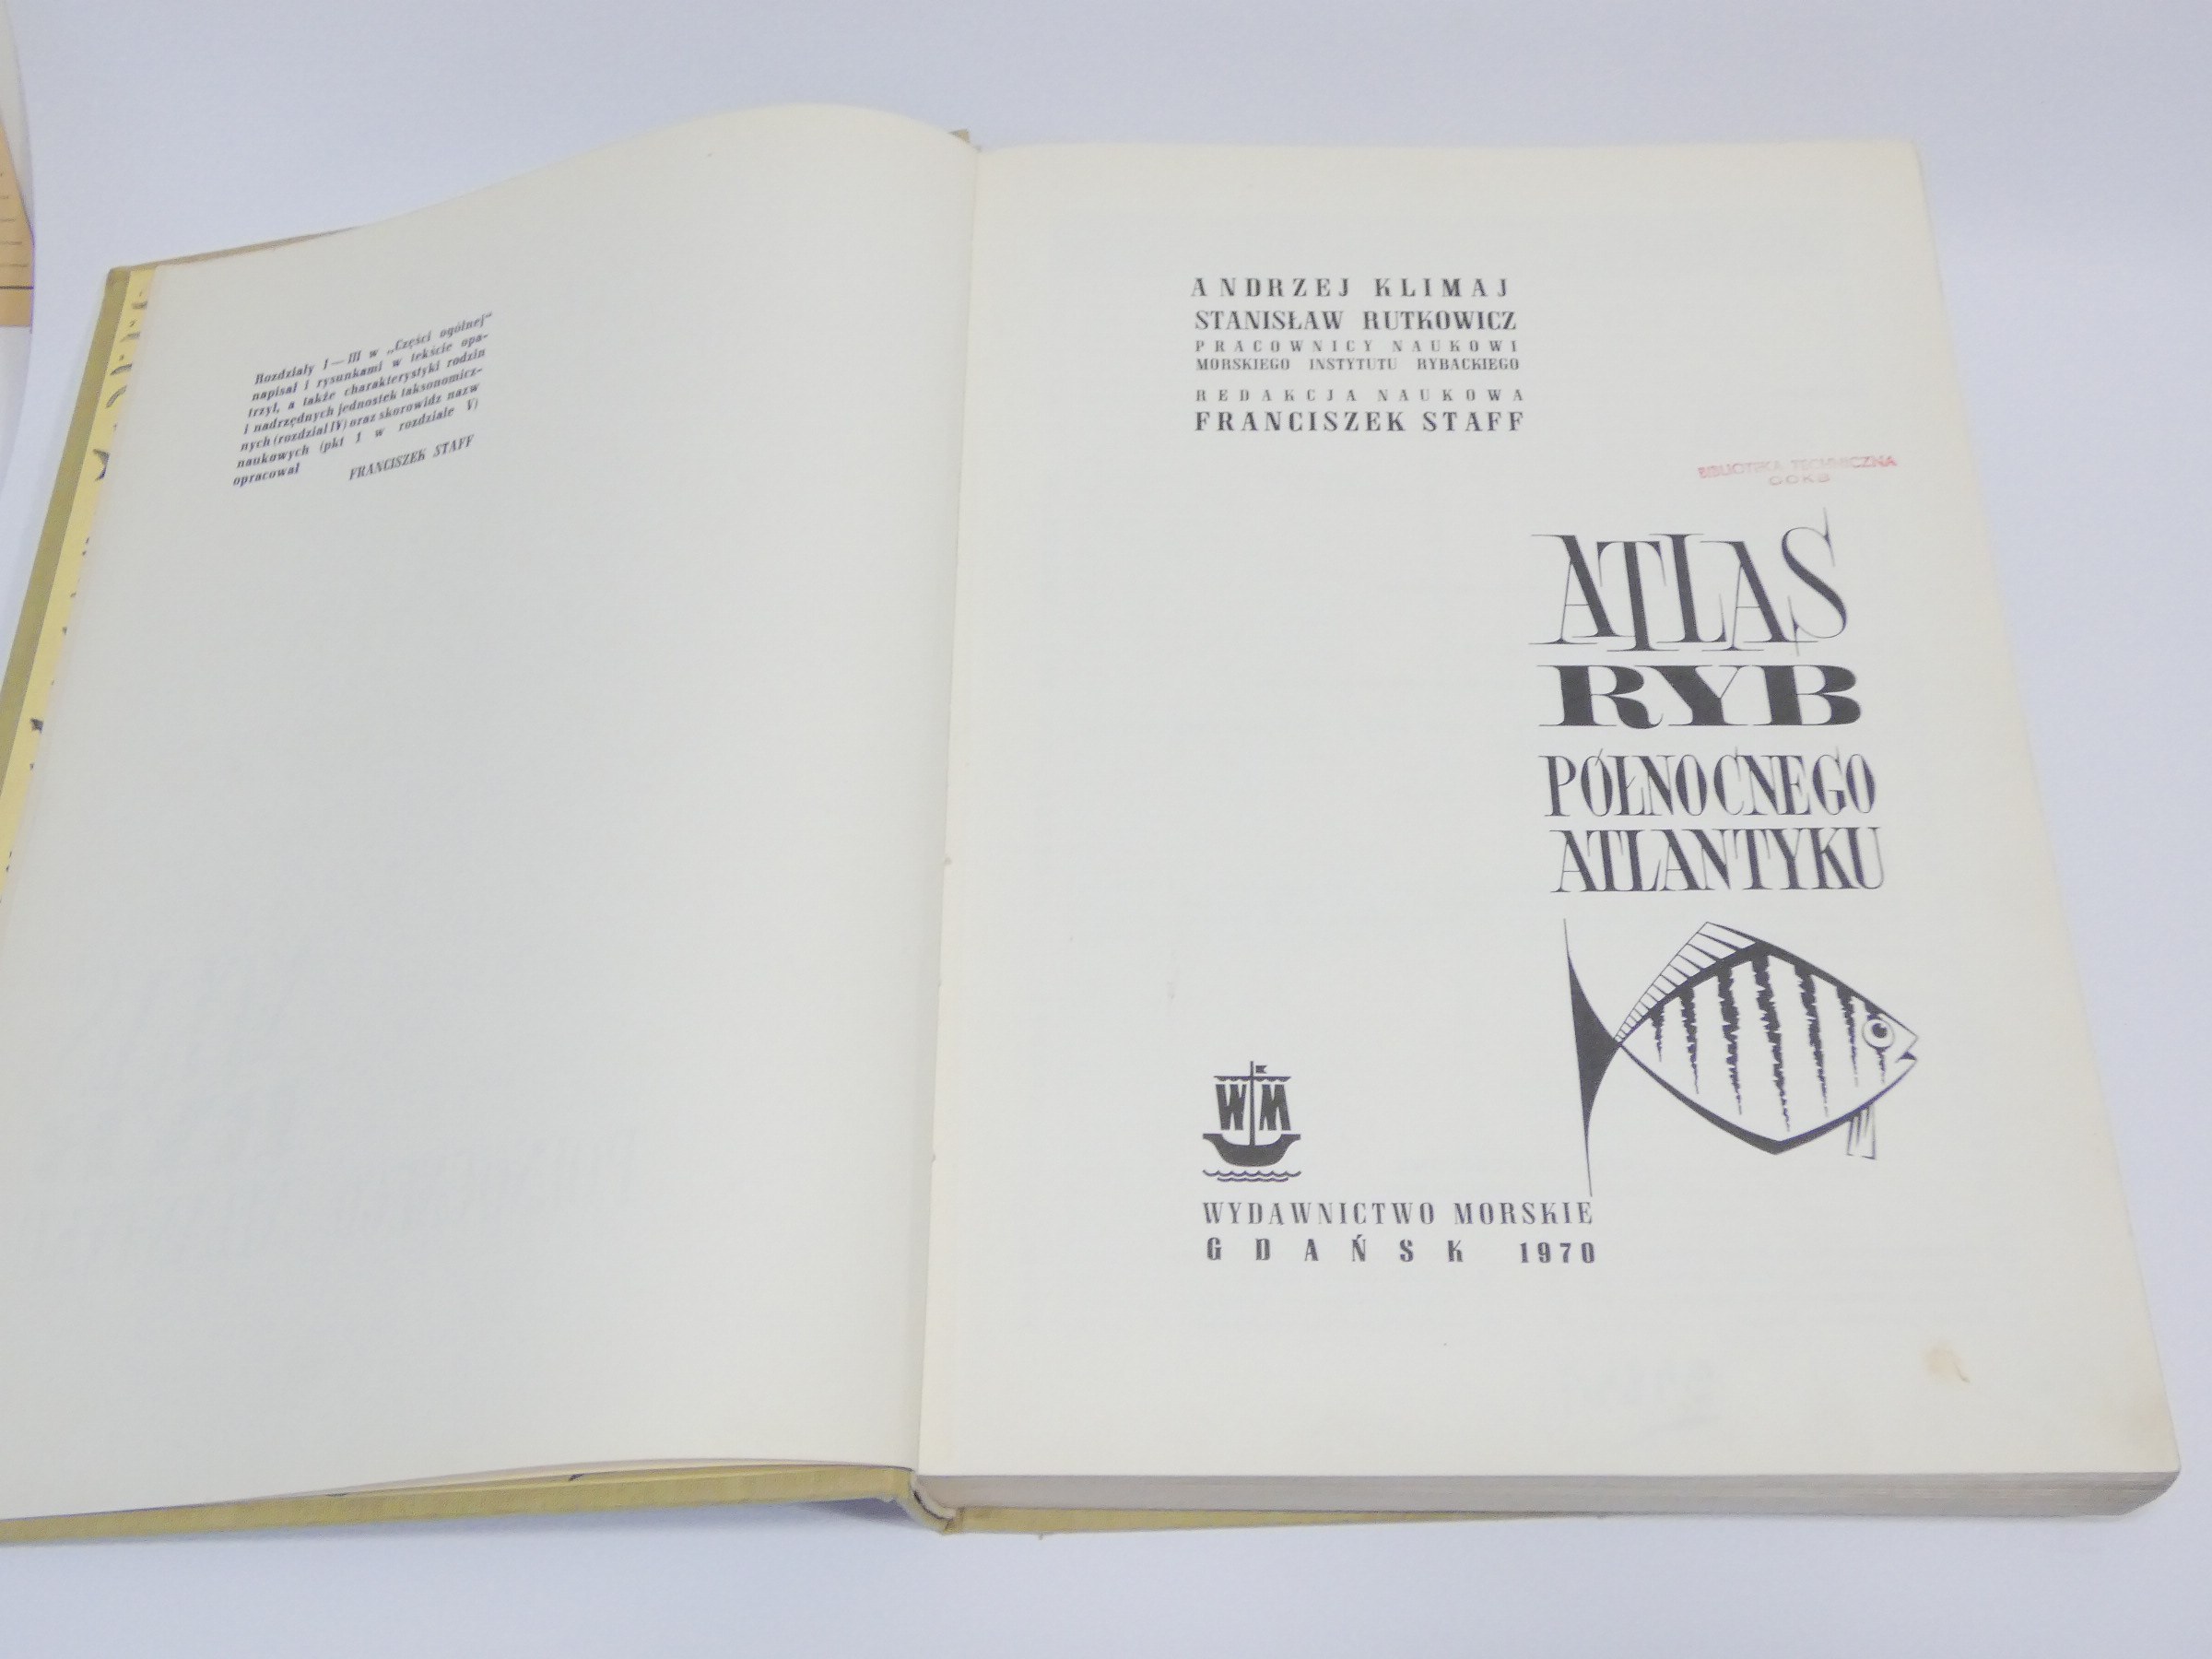 Rozdziały I—III w „Części ogólnej"
napisał i rysunkami w tekście opa-
trzył, a także charakterystyki rodzin
i nadrzędnych jednostek taksonomicz-
nych (rozdział IV) oraz skorowidz nazw
naukowych (pkt 1 w rozdziale V)
opracował
FRANCISZEK STAFF
ANDRZEJ KLIMAJ
STANISŁAW RUTKOWICZ
PRACOWNICY NAUKOWI
MORSKIEGO INSTYTUTU RYBACKIEGO
REDAKCJA NAUKOWA
FRANCISZEK STAFF
BIBLIOTEKA TECHNICZNA
ATLAS
RYB
PÓŁNOCNEGO
ATLANTYKU
WM
WYDAWNICTWO MORSKIE
GDAŃSK 1970